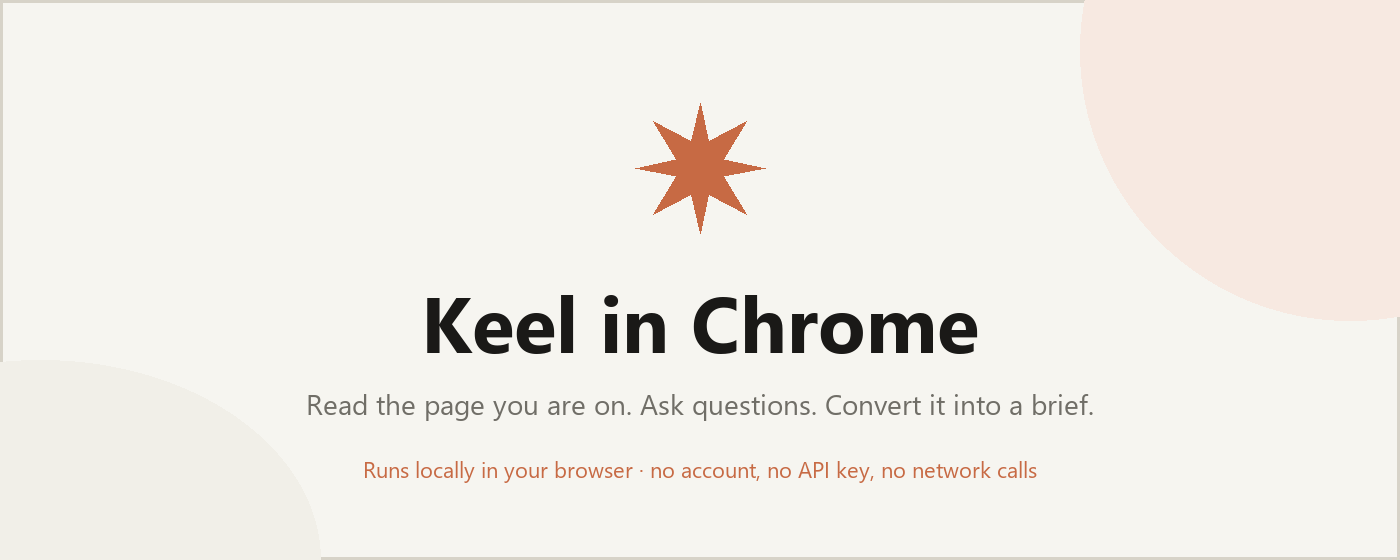 Keel in Chrome
Read the page you are on. Ask questions. Convert it into a brief.
Runs locally in your browser · no account, no API key, no network calls